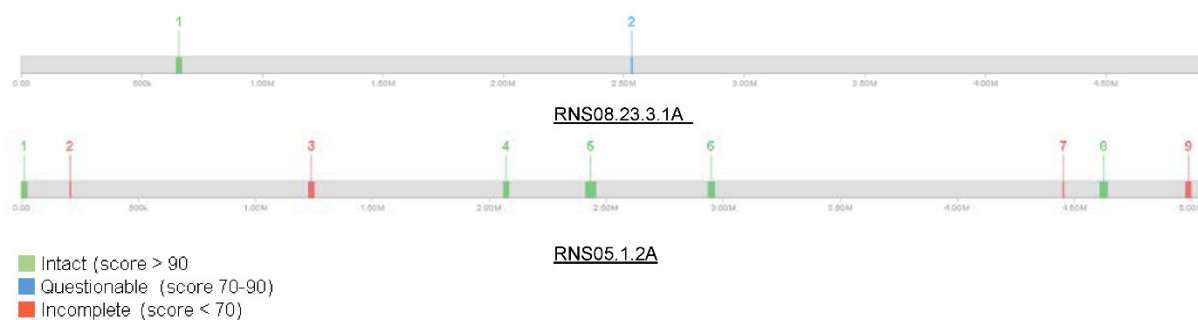 1 2
0.00 500k 1.00M 1.50M 2.00M 2.50M 3.00M 3.50M 4.00M 4.50M
RNS08.23.3.1A
1 2 3 4 5 6 7 8 9
0.00 500k 1.00M 1.50M 2.00M 2.50M 3.00M 3.50M 4.00M 4.50M 5.00M
RNS05.1.2A
Intact (score > 90
Questionable (score 70-90)
Incomplete (score < 70)